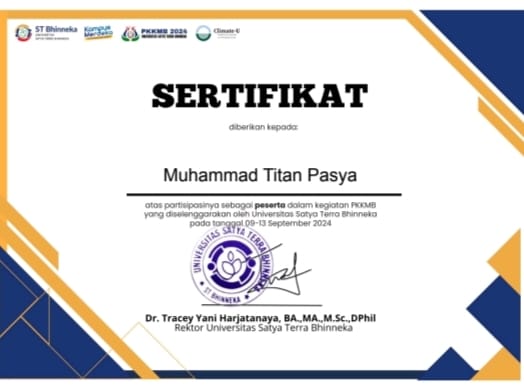 ST Bhinneka
Kampus Merdeka
PKKMB 2024
Climate-U
SERTIFIKAT
diberikan kepada:
Muhammad Titan Pasya
atas partisipasinya sebagai peserta dalam kegiatan PKKMB
yang diselenggarakan oleh Universitas Satya Terra Bhinneka
pada tanggal 09-13 September 2024
UNIVERSITAS SATYA TERRA BHINNEKA
ST BHINNEKA
Dr. Tracey Yani Harjatanaya, BA.,MA.,M.Sc.,DPhil
Rektor Universitas Satya Terra Bhinneka